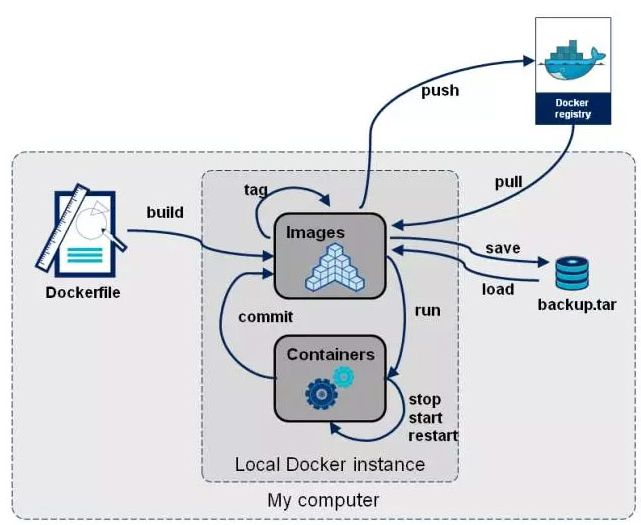 Docker
registry
push
pull
tag
build
Images
save
load
Dockerfile
backup.tar
commit
run
Containers
stop
start
restart
Local Docker instance
My computer